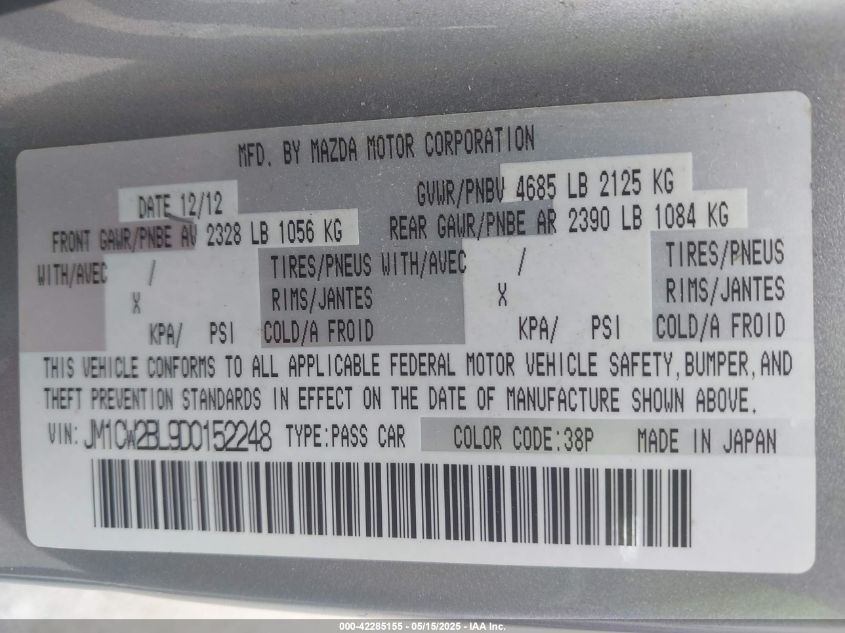 MFD. BY MAZDA MOTOR CORPORATION
DATE 12/12 GVWR/PNBV 4685 LB 2125 KG
FRONT GAWR/PNBE AV 2328 LB 1056 KG REAR GAWR/PNBE AR 2390 LB 1084 KG
WITH/AVEC / TIRES/PNEUS WITH/AVEC / TIRES/PNEUS
X RIMS/JANTES X RIMS/JANTES
KPA/ PSI COLD/A FROID KPA/ PSI COLD/A FROID
THIS VEHICLE CONFORMS TO ALL APPLICABLE FEDERAL MOTOR VEHICLE SAFETY, BUMPER, AND
THEFT PREVENTION STANDARDS IN EFFECT ON THE DATE OF MANUFACTURE SHOWN ABOVE.
VIN: JM1CW2BL9D0152248 TYPE: PASS CAR COLOR CODE: 38P MADE IN JAPAN
000-42285155 - 05/15/2025 - IAA Inc.